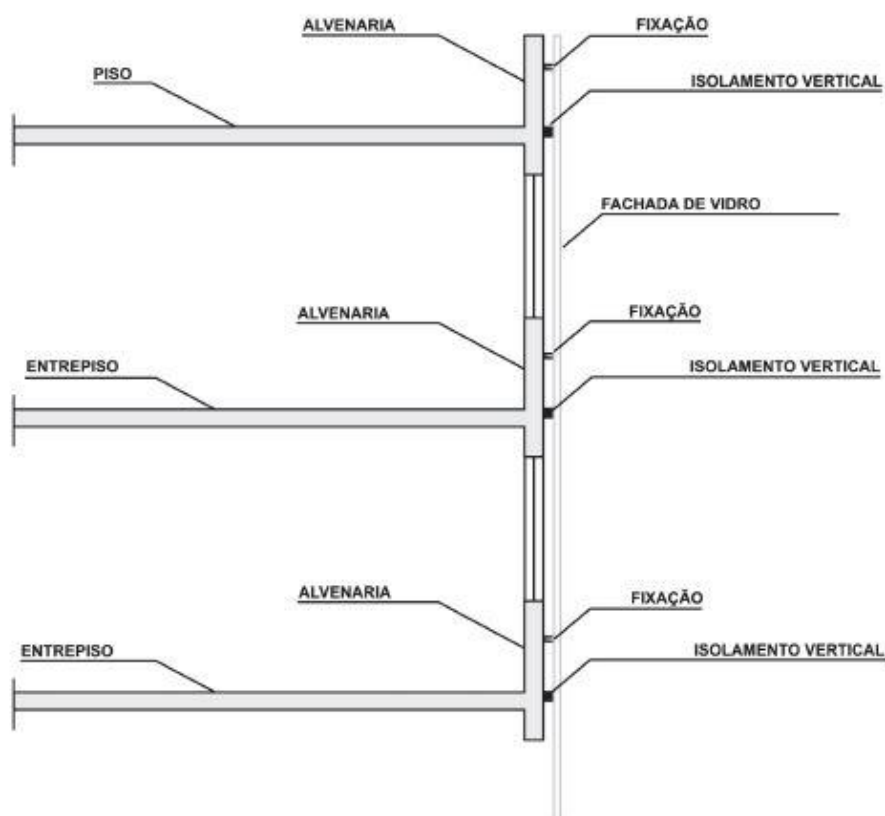 ALVENARIA
FIXAÇÃO
PISO
ISOLAMENTO VERTICAL
FACHADA DE VIDRO
ALVENARIA
FIXAÇÃO
ENTREPISO
ISOLAMENTO VERTICAL
ALVENARIA
FIXAÇÃO
ENTREPISO
ISOLAMENTO VERTICAL